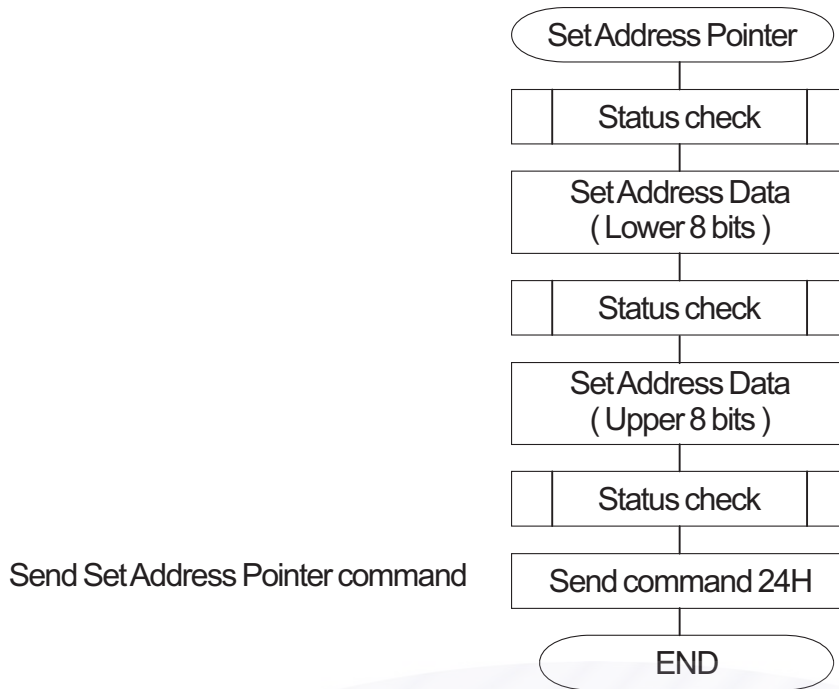 Set Address Pointer
Status check
Set Address Data
( Lower 8 bits )
Status check
Set Address Data
( Upper 8 bits )
Status check
Send Set Address Pointer command
Send command 24H
END